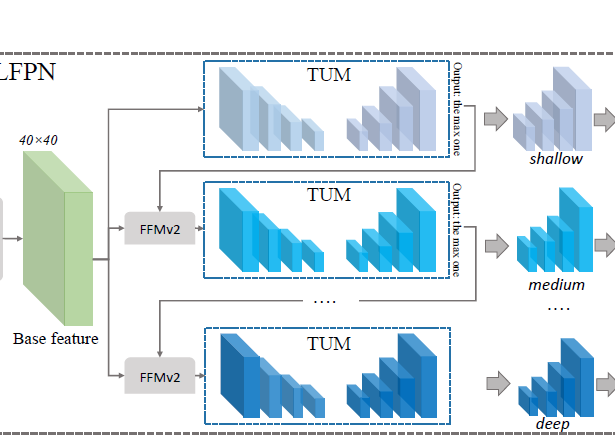 LFPN
40×40
Base feature
TUM
Output: the max one
shallow
FFMv2
TUM
Output: the max one
medium
....
....
FFMv2
TUM
deep